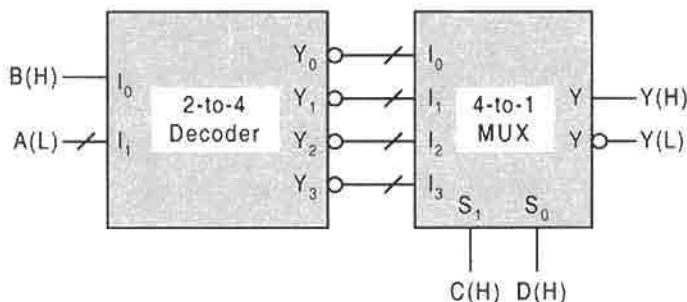 B(H)
A(L)
I₀
I₁
2-to-4
Decoder
Y₀
Y₁
Y₂
Y₃
I₀
I₁
I₂
I₃
4-to-1
MUX
Y
Y
S₁ S₀
Y(H)
Y(L)
C(H) D(H)